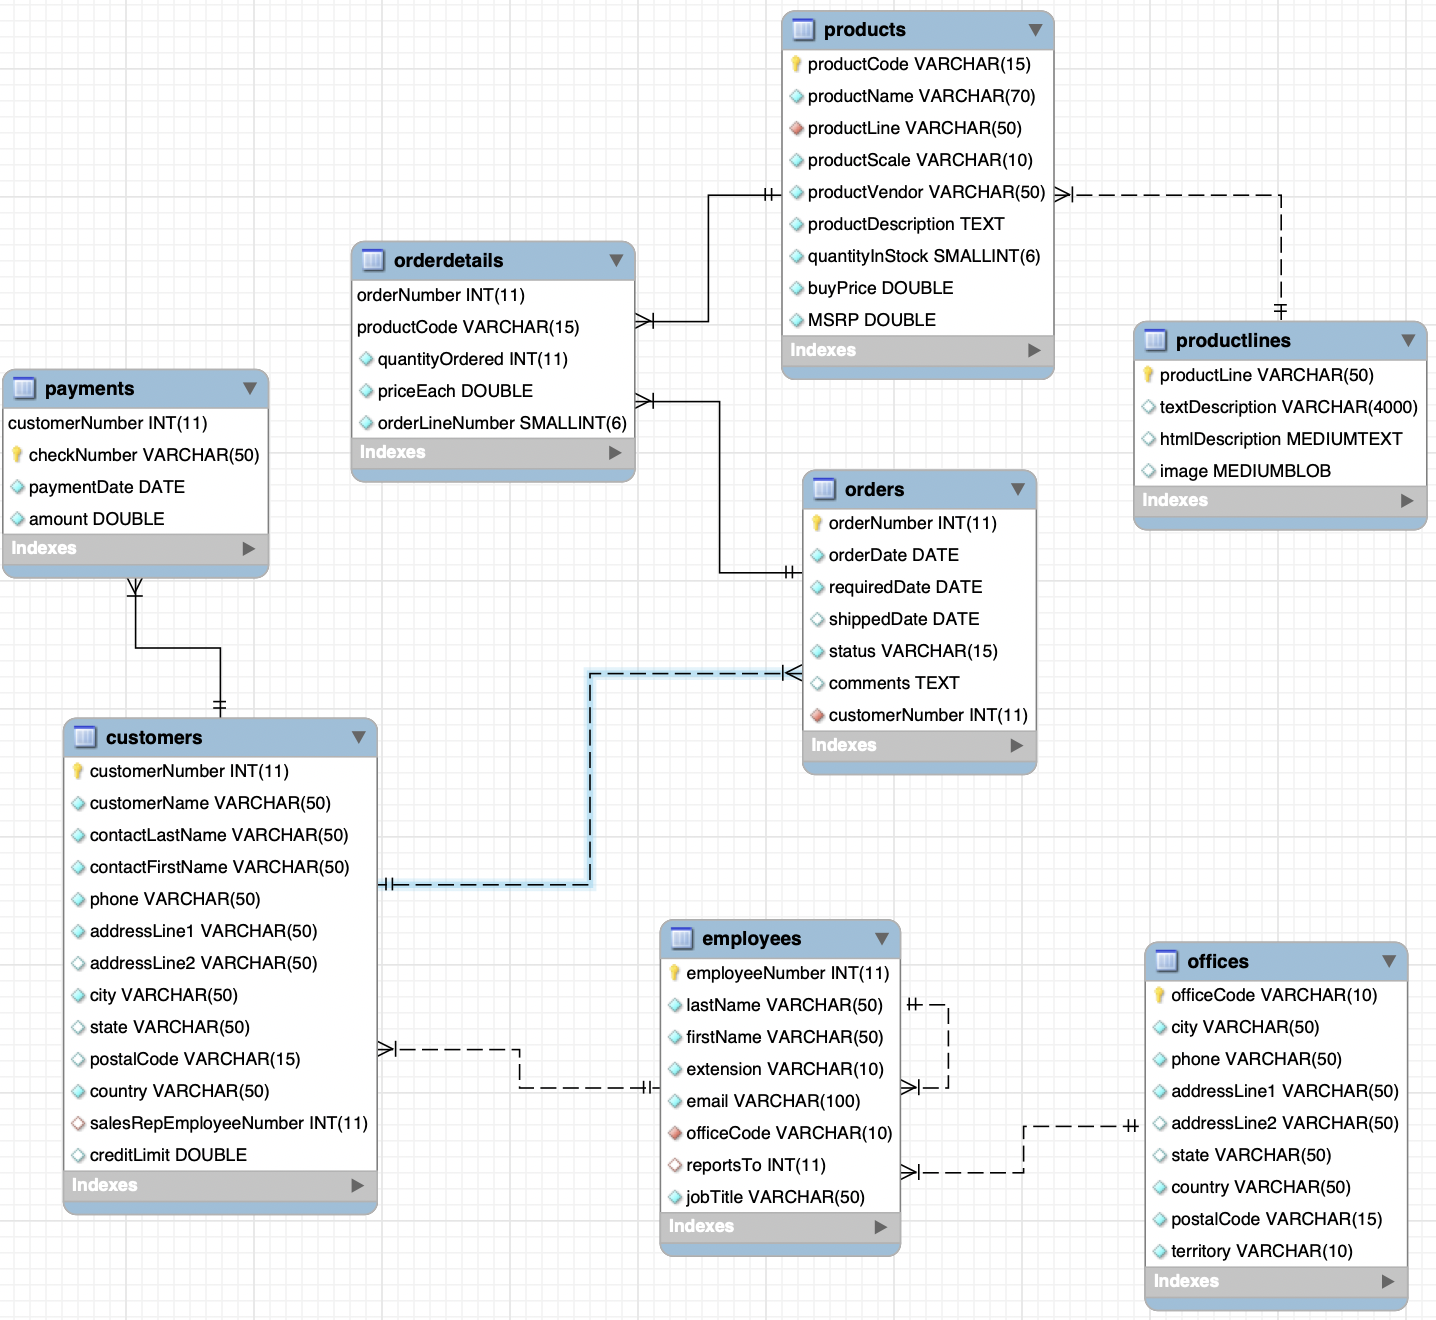 products
productCode VARCHAR(15)
productName VARCHAR(70)
productLine VARCHAR(50)
productScale VARCHAR(10)
productVendor VARCHAR(50)
productDescription TEXT
quantityInStock SMALLINT(6)
buyPrice DOUBLE
MSRP DOUBLE
Indexes
orderdetails
orderNumber INT(11)
productCode VARCHAR(15)
quantityOrdered INT(11)
priceEach DOUBLE
orderLineNumber SMALLINT(6)
Indexes
productlines
productLine VARCHAR(50)
textDescription VARCHAR(4000)
htmlDescription MEDIUMTEXT
image MEDIUMBLOB
Indexes
payments
customerNumber INT(11)
checkNumber VARCHAR(50)
paymentDate DATE
amount DOUBLE
Indexes
orders
orderNumber INT(11)
orderDate DATE
requiredDate DATE
shippedDate DATE
status VARCHAR(15)
comments TEXT
customerNumber INT(11)
Indexes
customers
customerNumber INT(11)
customerName VARCHAR(50)
contactLastName VARCHAR(50)
contactFirstName VARCHAR(50)
phone VARCHAR(50)
addressLine1 VARCHAR(50)
addressLine2 VARCHAR(50)
city VARCHAR(50)
state VARCHAR(50)
postalCode VARCHAR(15)
country VARCHAR(50)
salesRepEmployeeNumber INT(11)
creditLimit DOUBLE
Indexes
employees
employeeNumber INT(11)
lastName VARCHAR(50)
firstName VARCHAR(50)
extension VARCHAR(10)
email VARCHAR(100)
officeCode VARCHAR(10)
reportsTo INT(11)
jobTitle VARCHAR(50)
Indexes
offices
officeCode VARCHAR(10)
city VARCHAR(50)
phone VARCHAR(50)
addressLine1 VARCHAR(50)
addressLine2 VARCHAR(50)
state VARCHAR(50)
country VARCHAR(50)
postalCode VARCHAR(15)
territory VARCHAR(10)
Indexes